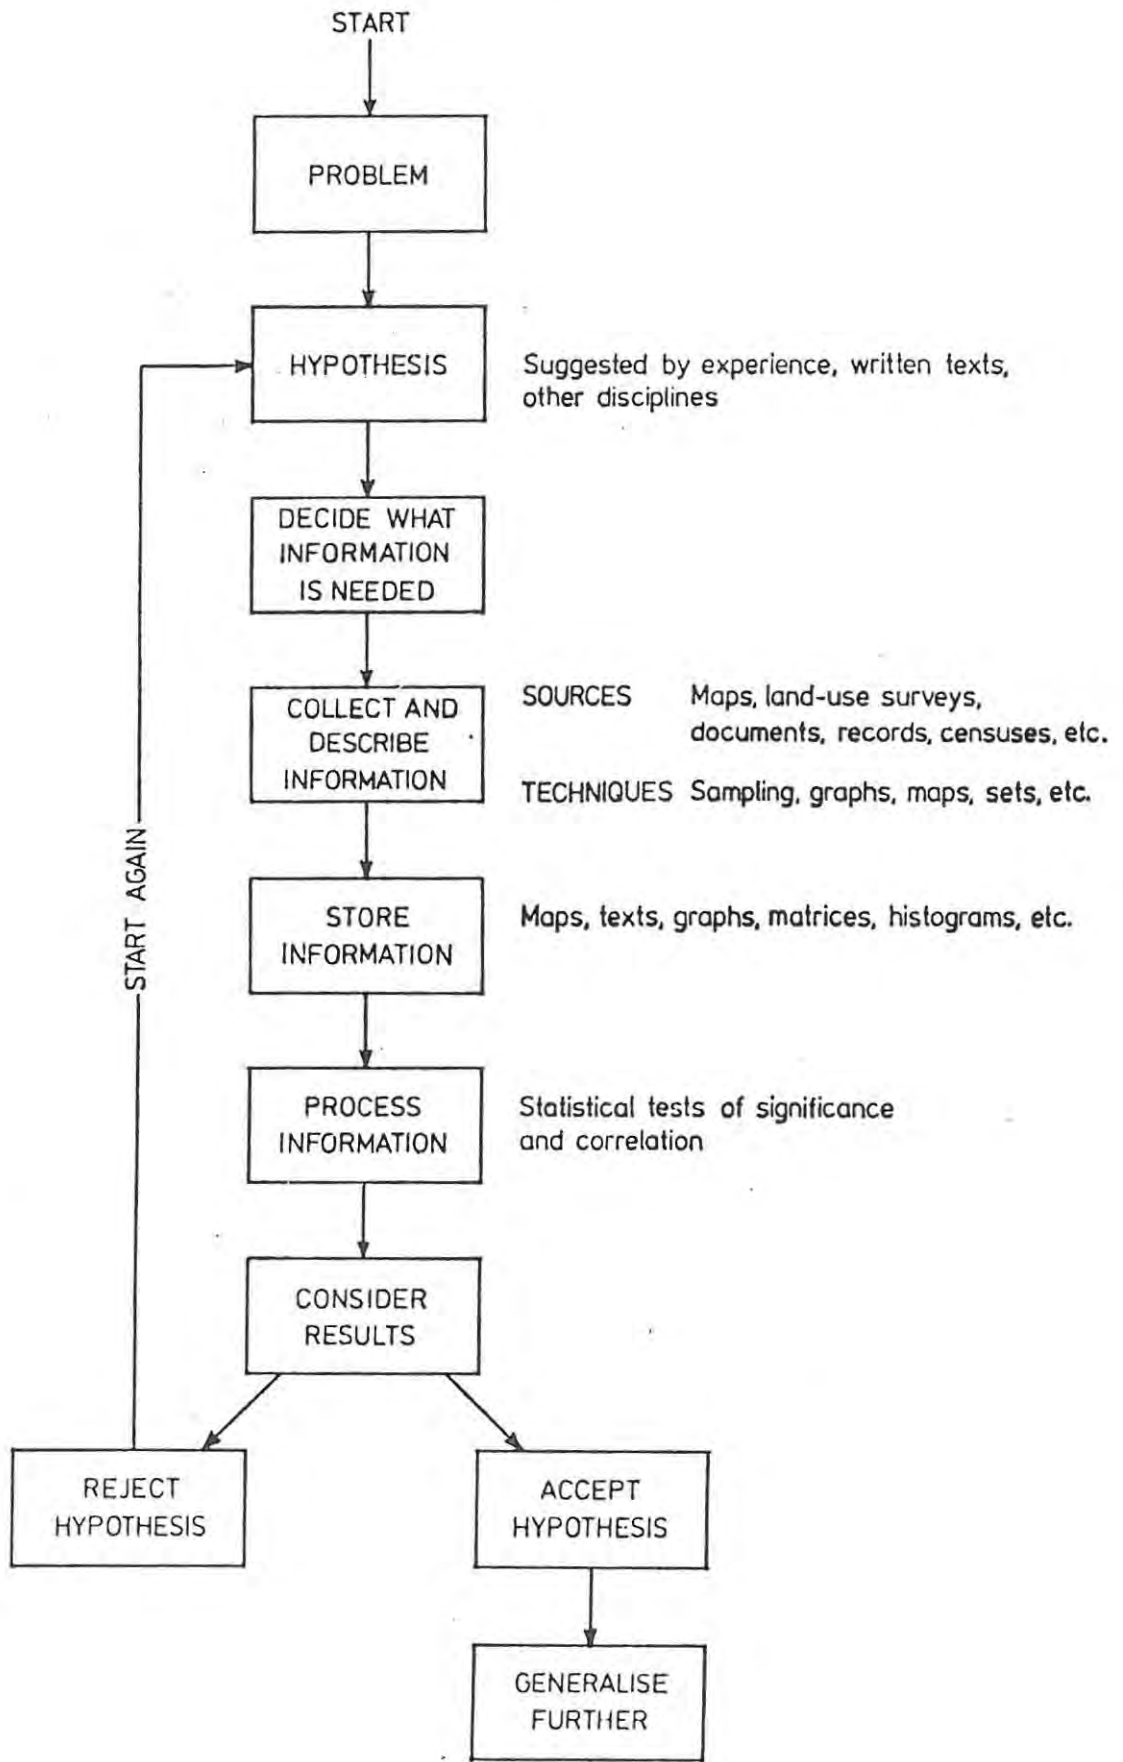 START
PROBLEM
HYPOTHESIS
Suggested by experience, written texts,
other disciplines
DECIDE WHAT
INFORMATION
IS NEEDED
COLLECT AND
DESCRIBE
INFORMATION
SOURCES Maps, land-use surveys,
documents, records, censuses, etc.
TECHNIQUES Sampling, graphs, maps, sets, etc.
START AGAIN
STORE
INFORMATION
Maps, texts, graphs, matrices, histograms, etc.
PROCESS
INFORMATION
Statistical tests of significance
and correlation
CONSIDER
RESULTS
REJECT
HYPOTHESIS
ACCEPT
HYPOTHESIS
GENERALISE
FURTHER